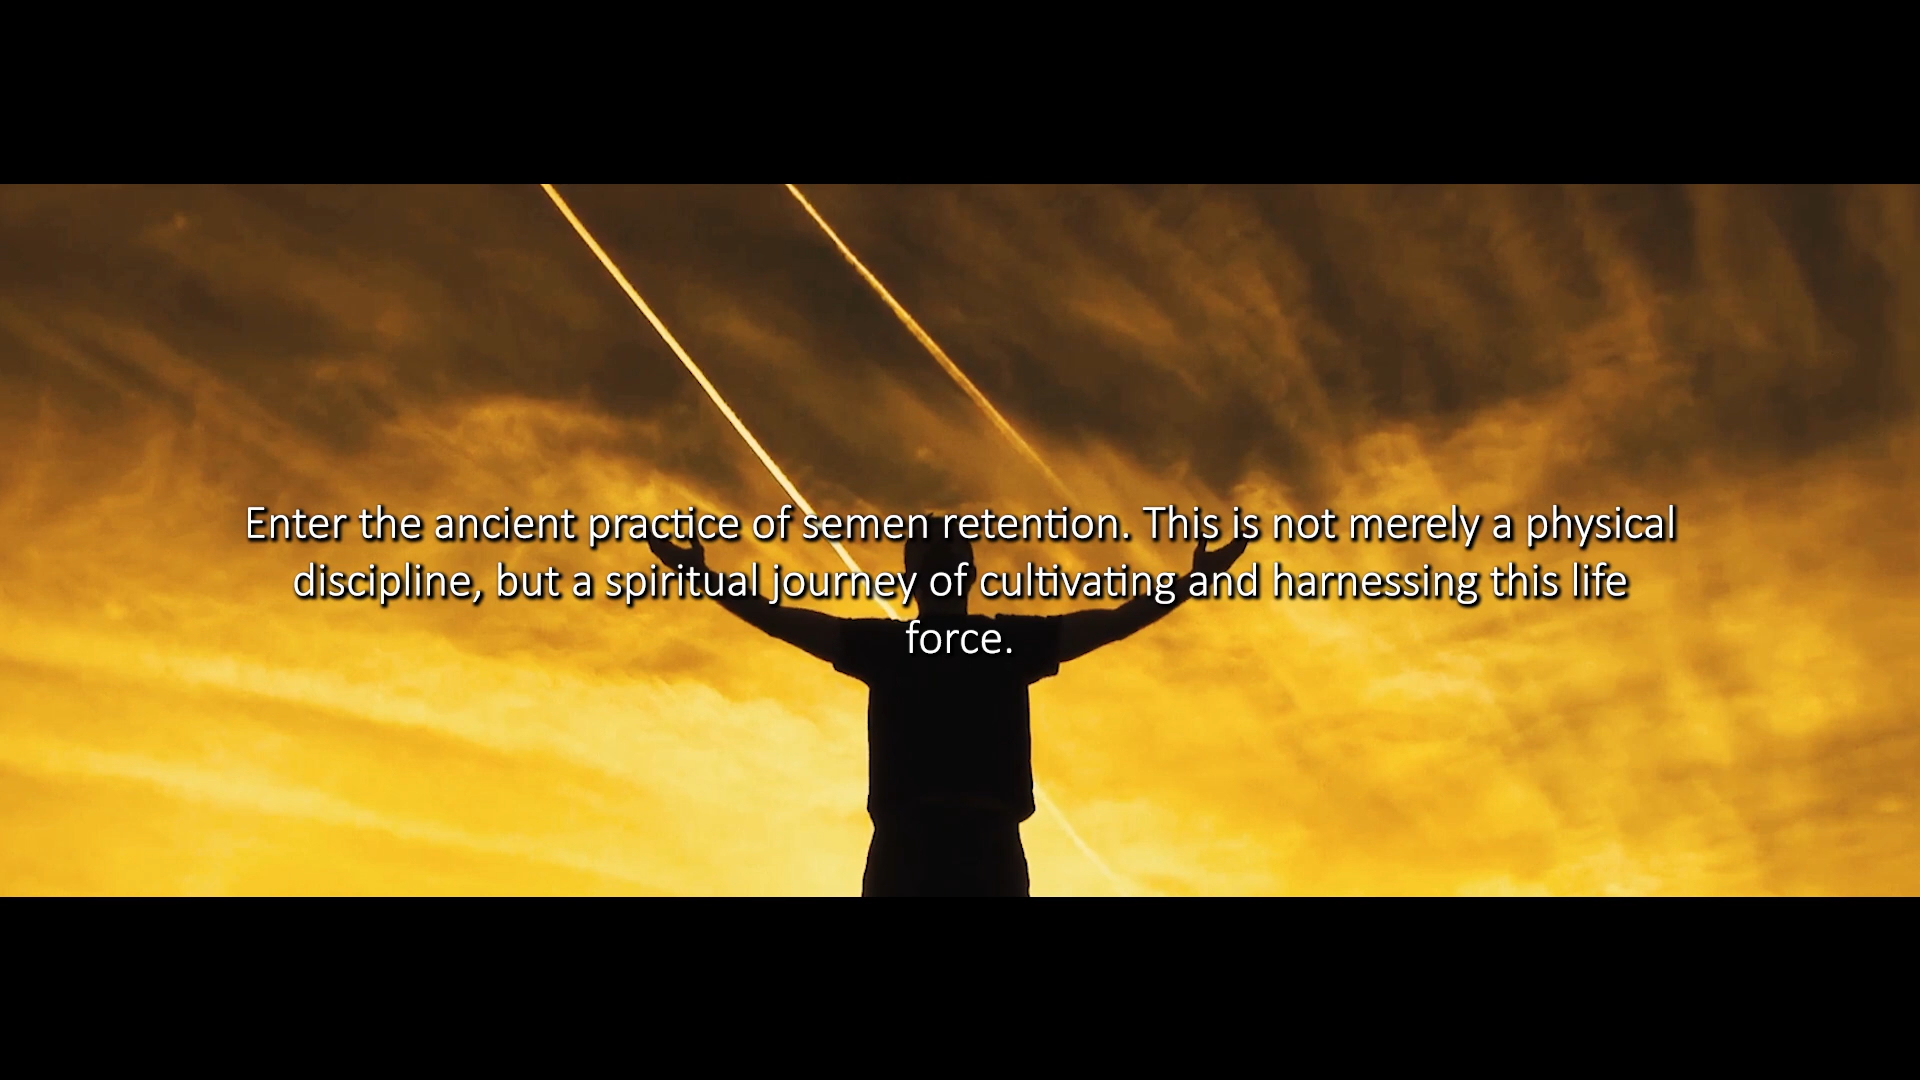 Enter the ancient practice of semen retention. This is not merely a physical
discipline, but a spiritual journey of cultivating and harnessing this life
force.